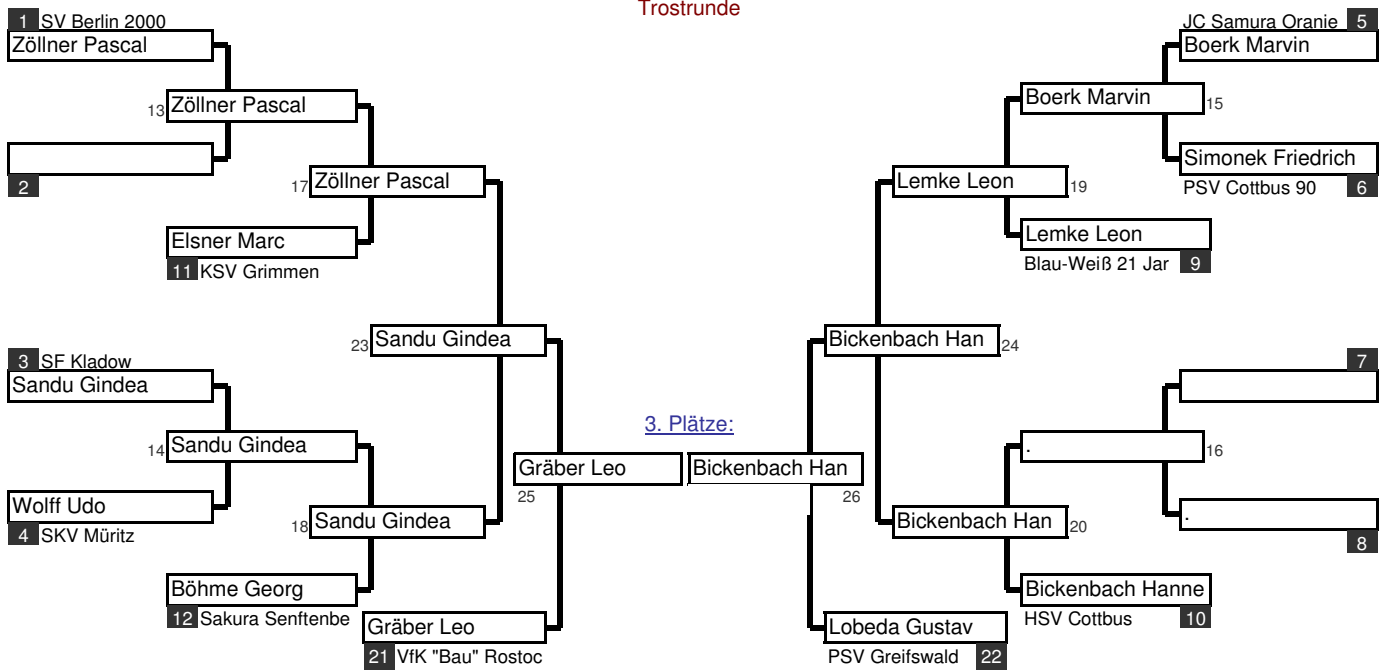 Trostrunde
1 SV Berlin 2000
Zöllner Pascal
13 Zöllner Pascal
2
17 Zöllner Pascal
Elsner Marc
11 KSV Grimmen
23 Sandu Gindea
3 SF Kladow
Sandu Gindea
14 Sandu Gindea
Wolff Udo
4 SKV Müritz
18 Sandu Gindea
Böhme Georg
12 Sakura Senftenbe
Gräber Leo
25
Gräber Leo
21 VfK "Bau" Rostoc
3. Plätze:
JC Samura Oranie 5
Boerk Marvin
Boerk Marvin 15
Simonek Friedrich
PSV Cottbus 90 6
Lemke Leon 19
Lemke Leon
Blau-Weiß 21 Jar 9
Bickenbach Han 24
7
. 16
.
8
Bickenbach Han
26
Bickenbach Han 20
Bickenbach Hanne
HSV Cottbus 10
Lobeda Gustav
PSV Greifswald 22